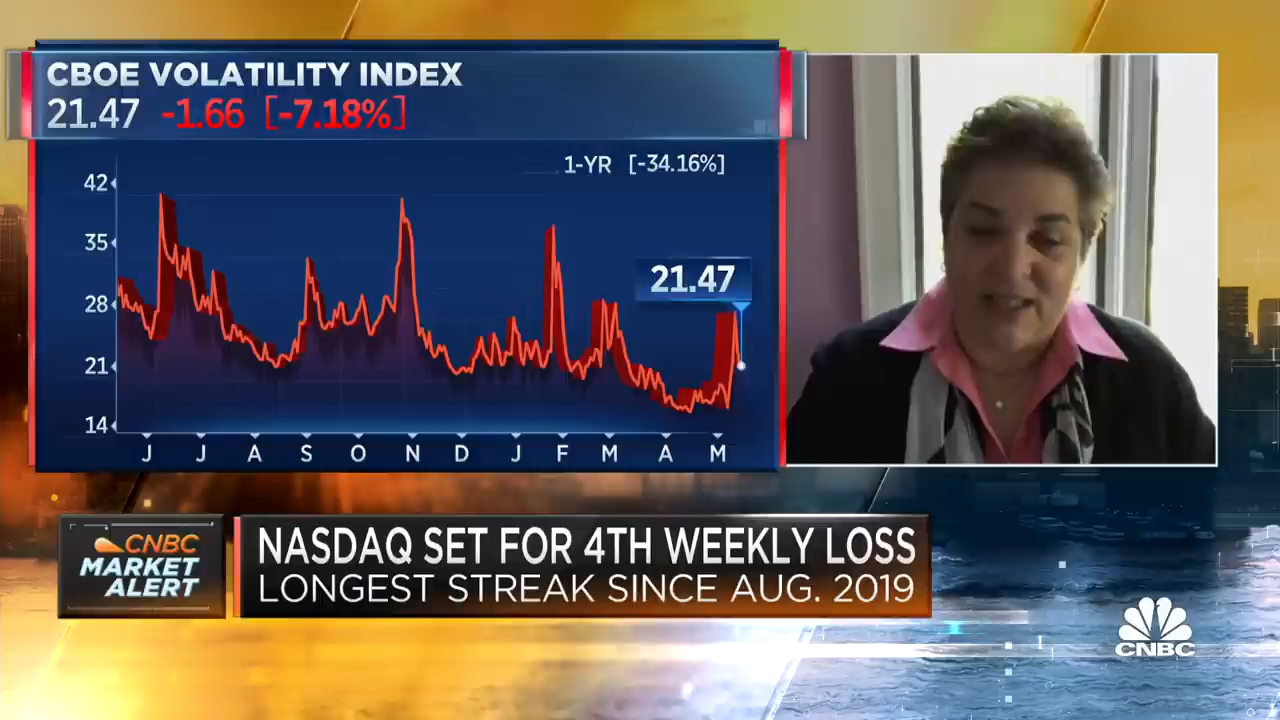 CBOE VOLATILITY INDEX
21.47 -1.66 [-7.18%]
1-YR [-34.16%]
42
35
28
21
14
21.47
J J A S O N D J F M A M
CNBC
MARKET
ALERT
NASDAQ SET FOR 4TH WEEKLY LOSS
LONGEST STREAK SINCE AUG. 2019
CNBC